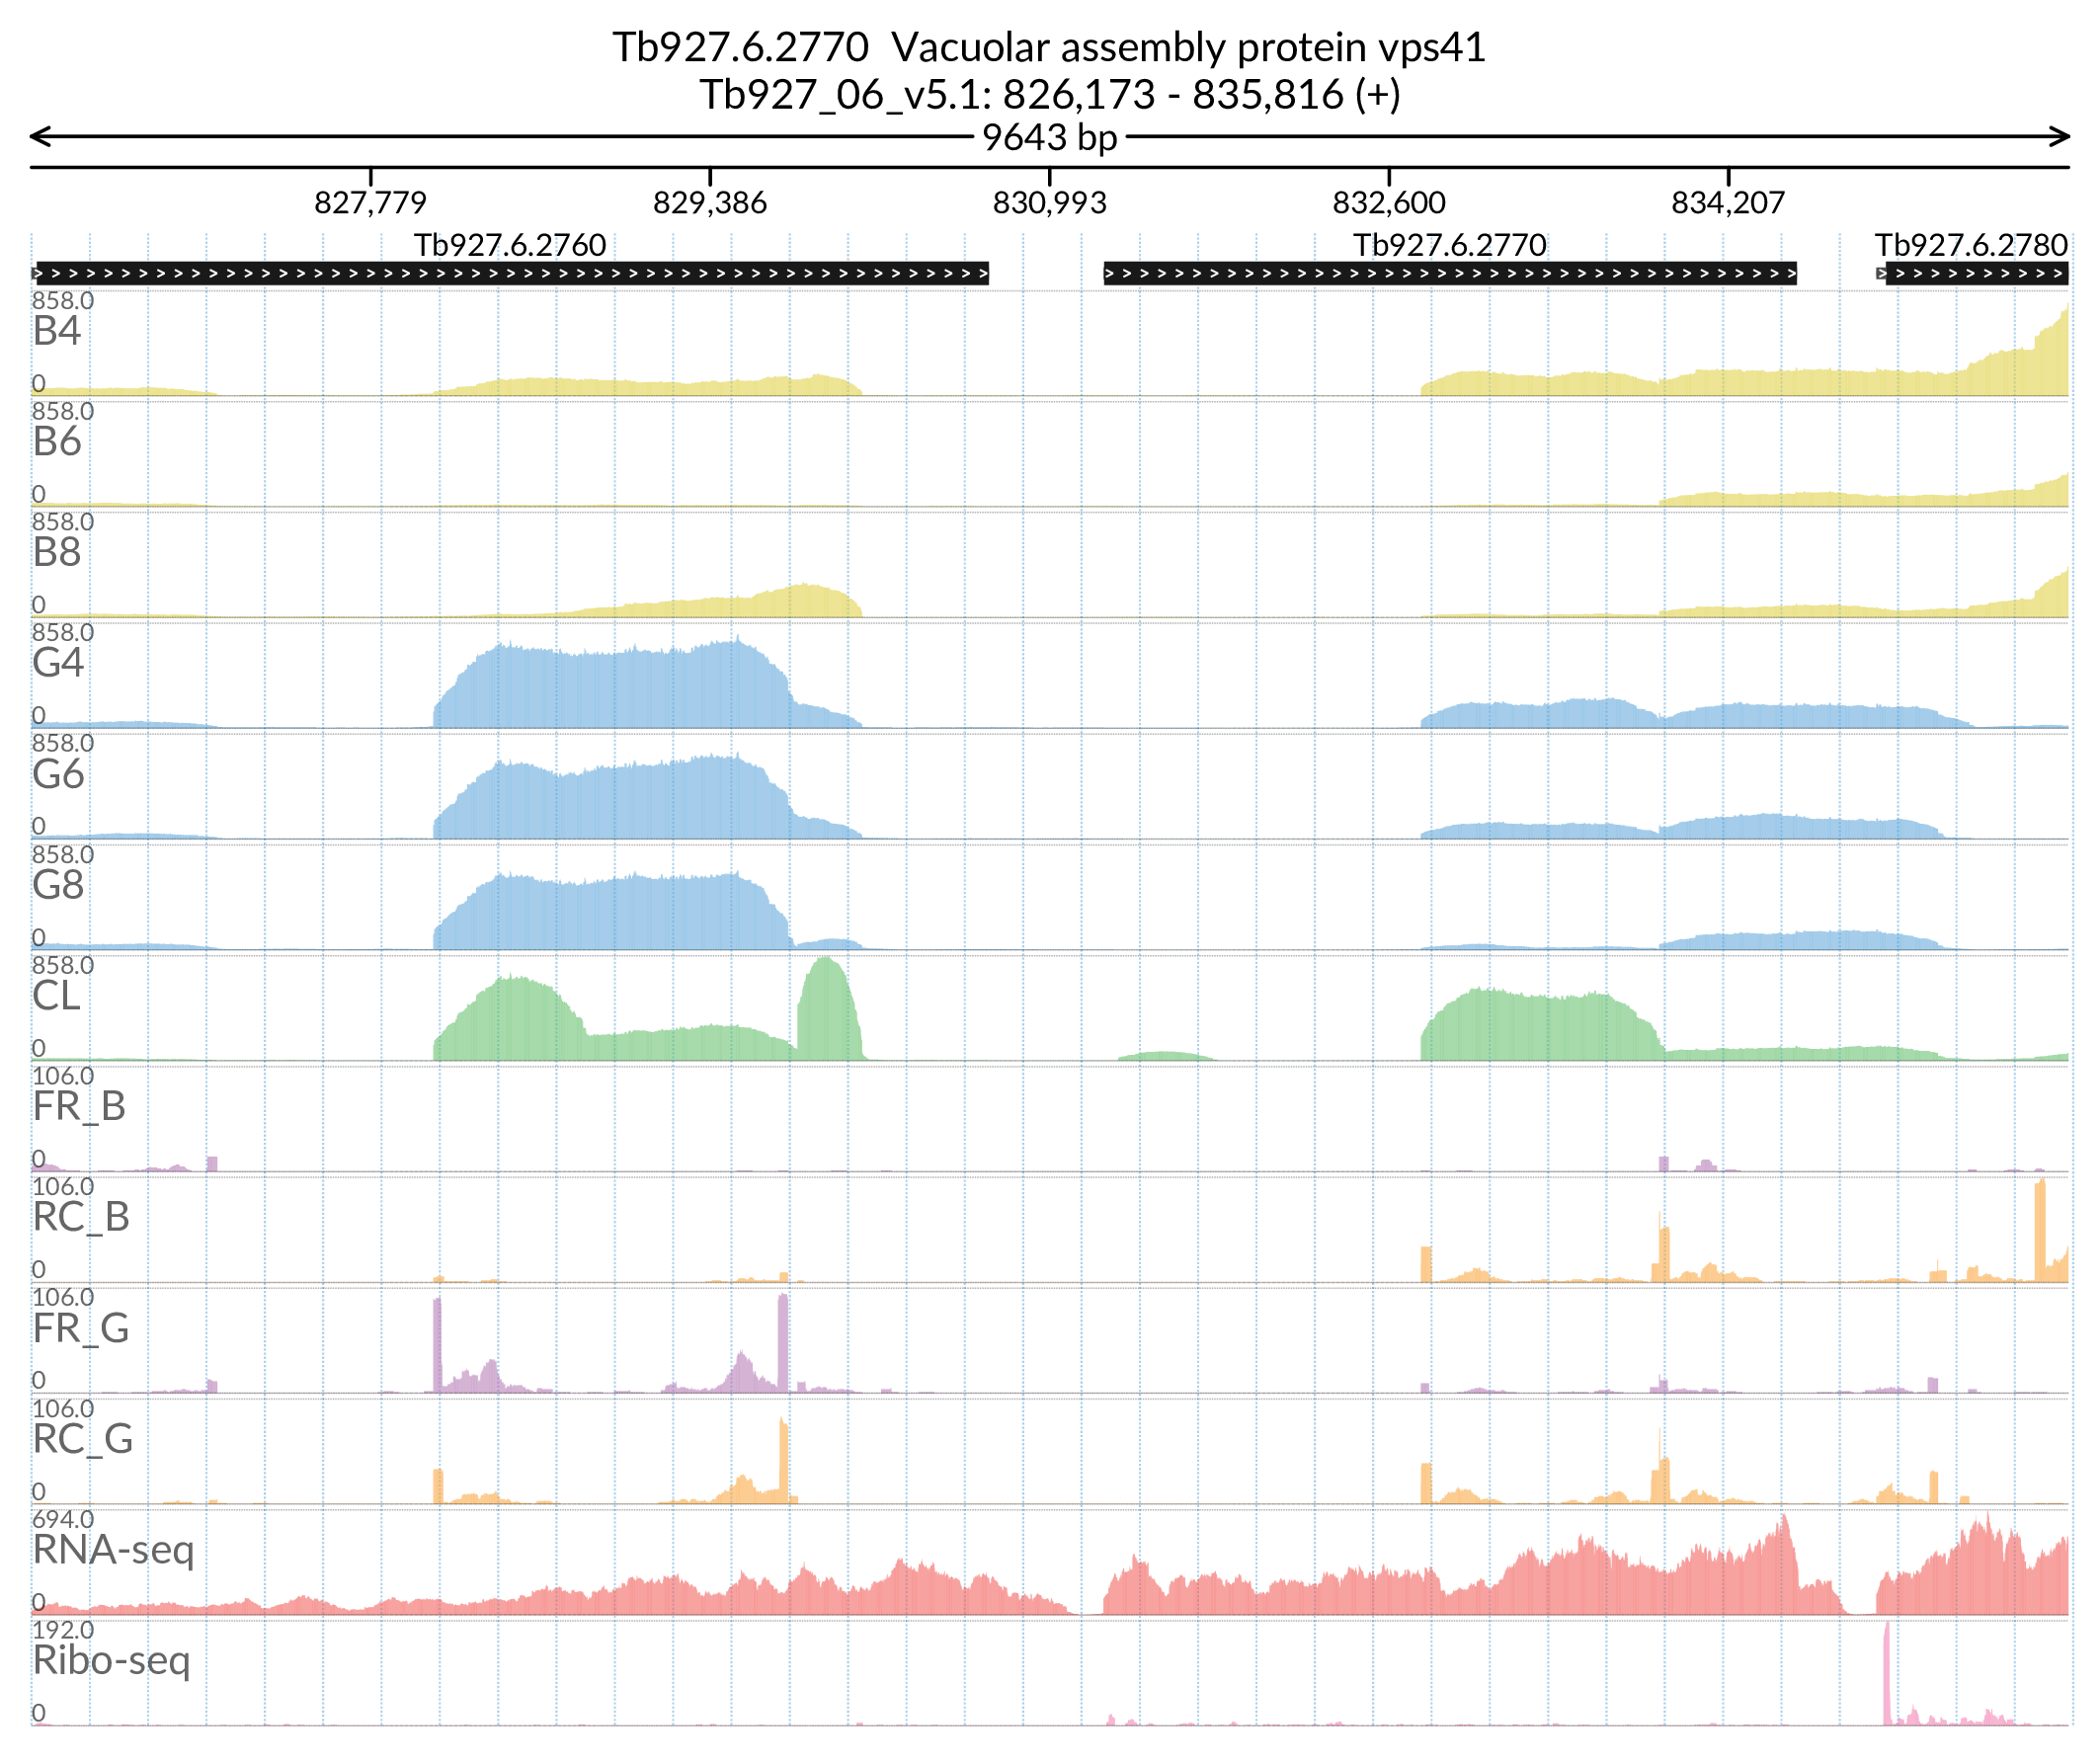 Tb927.6.2770  Vacuolar assembly protein vps41
Tb927_06_v5.1: 826,173 - 835,816 (+)
9643 bp
827,779 829,386 830,993 832,600 834,207
Tb927.6.2760 Tb927.6.2770 Tb927.6.2780
858.0
B4
0
858.0
B6
0
858.0
B8
0
858.0
G4
0
858.0
G6
0
858.0
G8
0
858.0
CL
0
106.0
FR_B
0
106.0
RC_B
0
106.0
FR_G
0
106.0
RC_G
0
694.0
RNA-seq
0
192.0
Ribo-seq
0